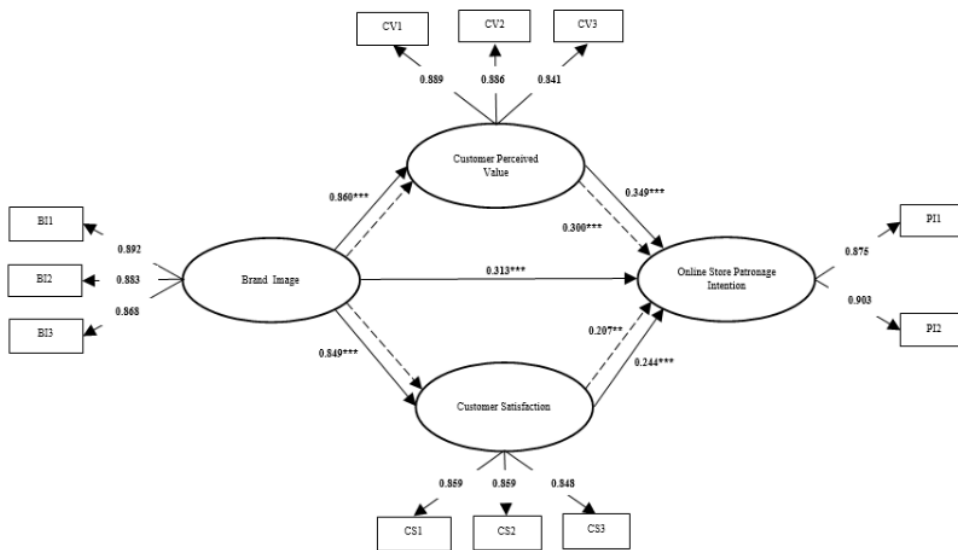 CV1
CV2
CV3
0.889
0.886
0.841
Customer Perceived
Value
0.860***
0.349***
0.300***
BI1
BI2
BI3
0.892
0.883
0.868
Brand Image
0.313***
Online Store Patronage
Intention
PI1
PI2
0.875
0.903
0.849***
0.207**
0.244***
Customer Satisfaction
0.859
0.859
0.848
CS1
CS2
CS3